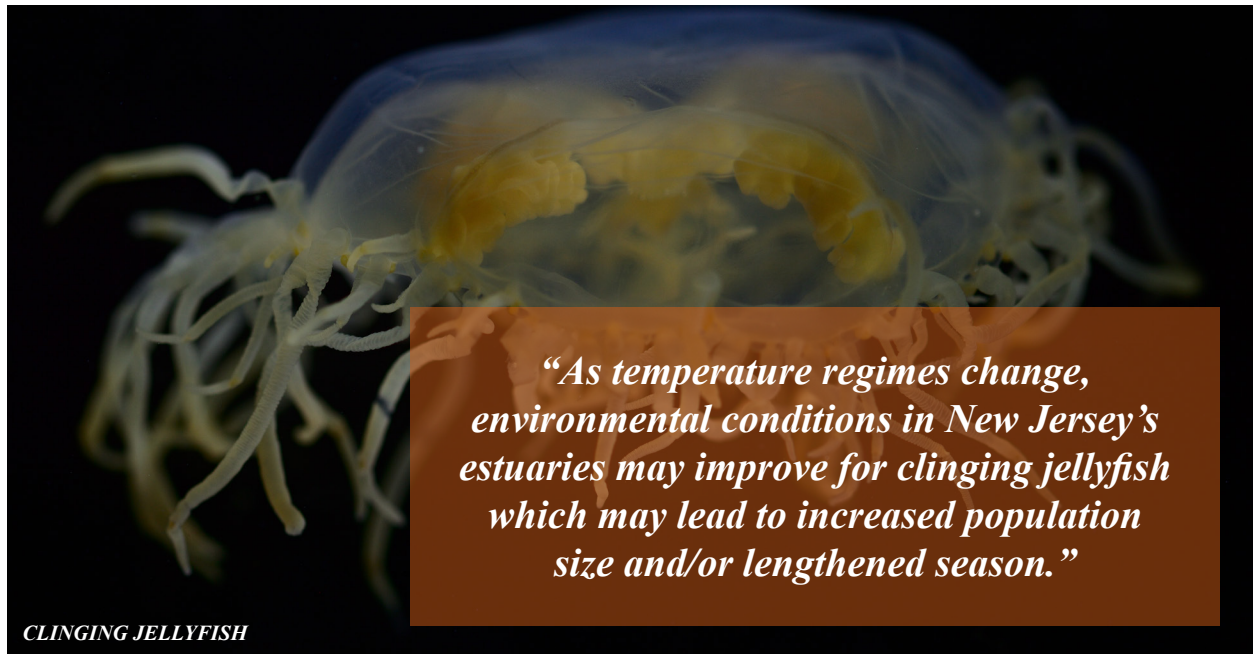 “As temperature regimes change,
environmental conditions in New Jersey’s
estuaries may improve for clinging jellyfish
which may lead to increased population
size and/or lengthened season.”
CLINGING JELLYFISH